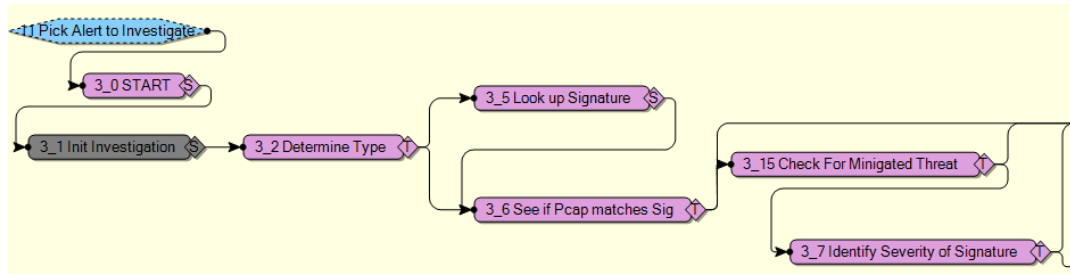 11 Pick Alert to Investigate
3_0 START S
3_5 Look up Signature S
3_1 Init Investigation S
3_2 Determine Type T
3_15 Check For Minigated Threat T
3_6 See if Pcap matches Sig T
3_7 Identify Severity of Signature T